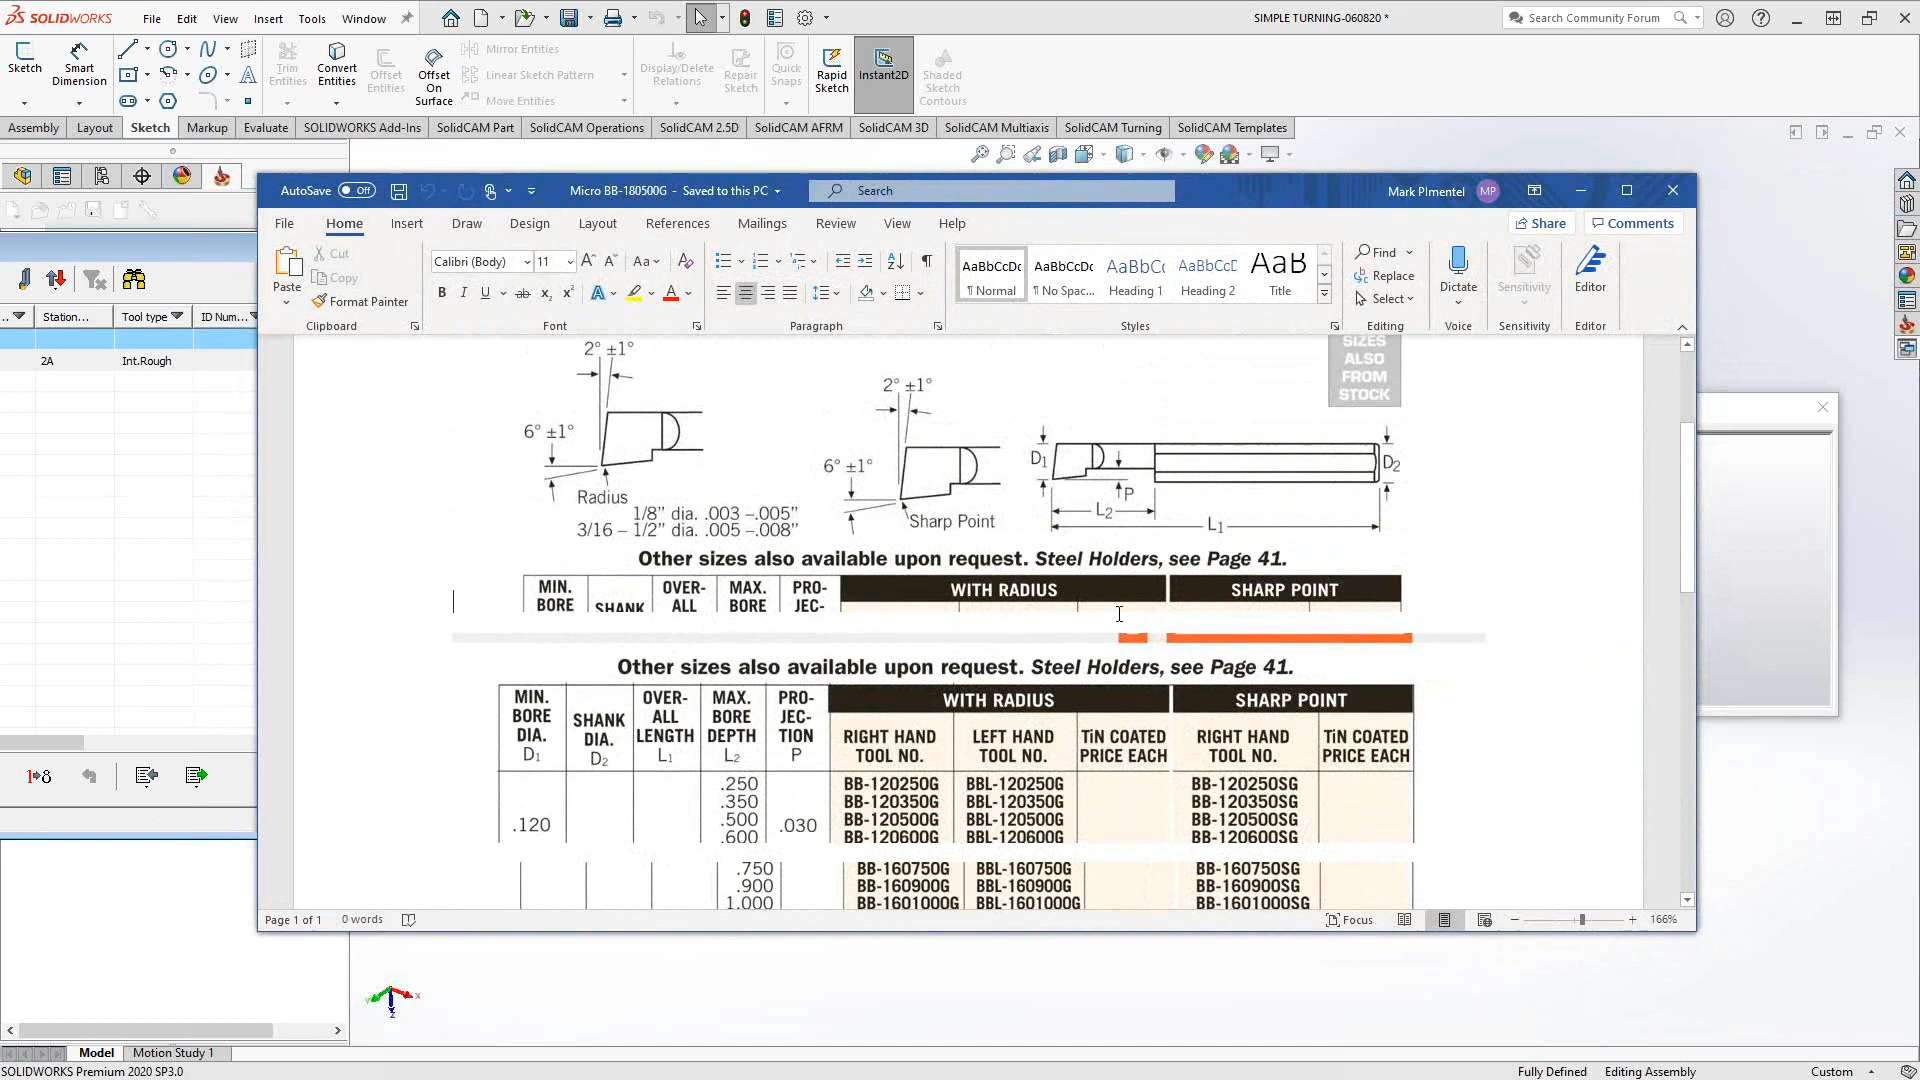 SOLIDWORKS
File Edit View Insert Tools Window
SIMPLE TURNING-060820 *
Search Community Forum
Sketch
Smart Dimension
Trim Entities
Convert Entities
Offset Entities
Offset On Surface
Mirror Entities
Linear Sketch Pattern
Move Entities
Display/Delete Relations
Repair Sketch
Quick Snaps
Rapid Sketch
Instant2D
Shaded Sketch Contours
Assembly Layout Sketch Markup Evaluate SOLIDWORKS Add-Ins SolidCAM Part SolidCAM Operations SolidCAM 2.5D SolidCAM AFRM SolidCAM 3D SolidCAM Multiaxis SolidCAM Turning SolidCAM Templates
AutoSave Off
Micro BB-180500G - Saved to this PC
Search
Mark PImentel MP
File Home Insert Draw Design Layout References Mailings Review View Help
Share Comments
Paste
Cut
Copy
Format Painter
Clipboard
Calibri (Body) 11
Font
Paragraph
AaBbCcDc ¶ Normal
AaBbCcDc ¶ No Spac...
AaBbCc Heading 1
AaBbCcC Heading 2
AaB Title
Styles
Find
Replace
Select
Editing
Dictate
Voice
Sensitivity
Sensitivity
Editor
Editor
... Station... Tool type ID Num...
2A Int.Rough
2° ±1°
6° ±1°
Radius
1/8” dia. .003 –.005”
3/16 – 1/2” dia. .005 –.008”
2° ±1°
6° ±1°
Sharp Point
SIZES
ALSO
FROM
STOCK
D1
P
D2
L2
L1
Other sizes also available upon request. Steel Holders, see Page 41.
MIN. BORE
SHANK
OVER- ALL
MAX. BORE
PRO- JEC-
WITH RADIUS
SHARP POINT
Other sizes also available upon request. Steel Holders, see Page 41.
MIN. BORE DIA. D1
SHANK DIA. D2
OVER- ALL LENGTH L1
MAX. BORE DEPTH L2
PRO- JEC- TION P
WITH RADIUS
SHARP POINT
RIGHT HAND TOOL NO.
LEFT HAND TOOL NO.
TiN COATED PRICE EACH
RIGHT HAND TOOL NO.
TiN COATED PRICE EACH
.250 BB-120250G BBL-120250G BB-120250SG
.350 BB-120350G BBL-120350G BB-120350SG
.120 .500 .030 BB-120500G BBL-120500G BB-120500SG
.600 BB-120600G BBL-120600G BB-120600SG
.750 BB-160750G BBL-160750G BB-160750SG
.900 BB-160900G BBL-160900G BB-160900SG
1.000 BB-1601000G BBL-1601000G BB-1601000SG
Page 1 of 1 0 words
Focus
166%
Model Motion Study 1
SOLIDWORKS Premium 2020 SP3.0
Fully Defined Editing Assembly Custom